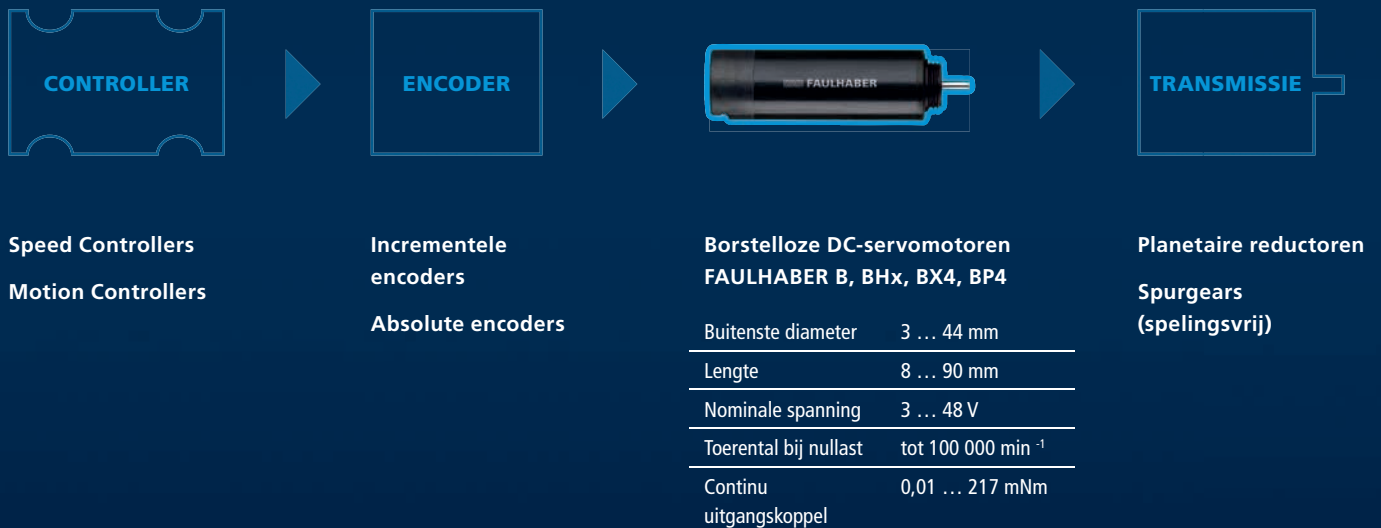 CONTROLLER
ENCODER
FAULHABER
TRANSMISSIE
Speed Controllers
Motion Controllers
Incrementele
encoders
Absolute encoders
Borstelloze DC-servomotoren
FAULHABER B, BHx, BX4, BP4
Buitenste diameter 3 … 44 mm
Lengte 8 … 90 mm
Nominale spanning 3 … 48 V
Toerental bij nullast tot 100 000 min -1
Continu 0,01 … 217 mNm
uitgangskoppel
Planetaire reductoren
Spurgears
(spelingsvrij)